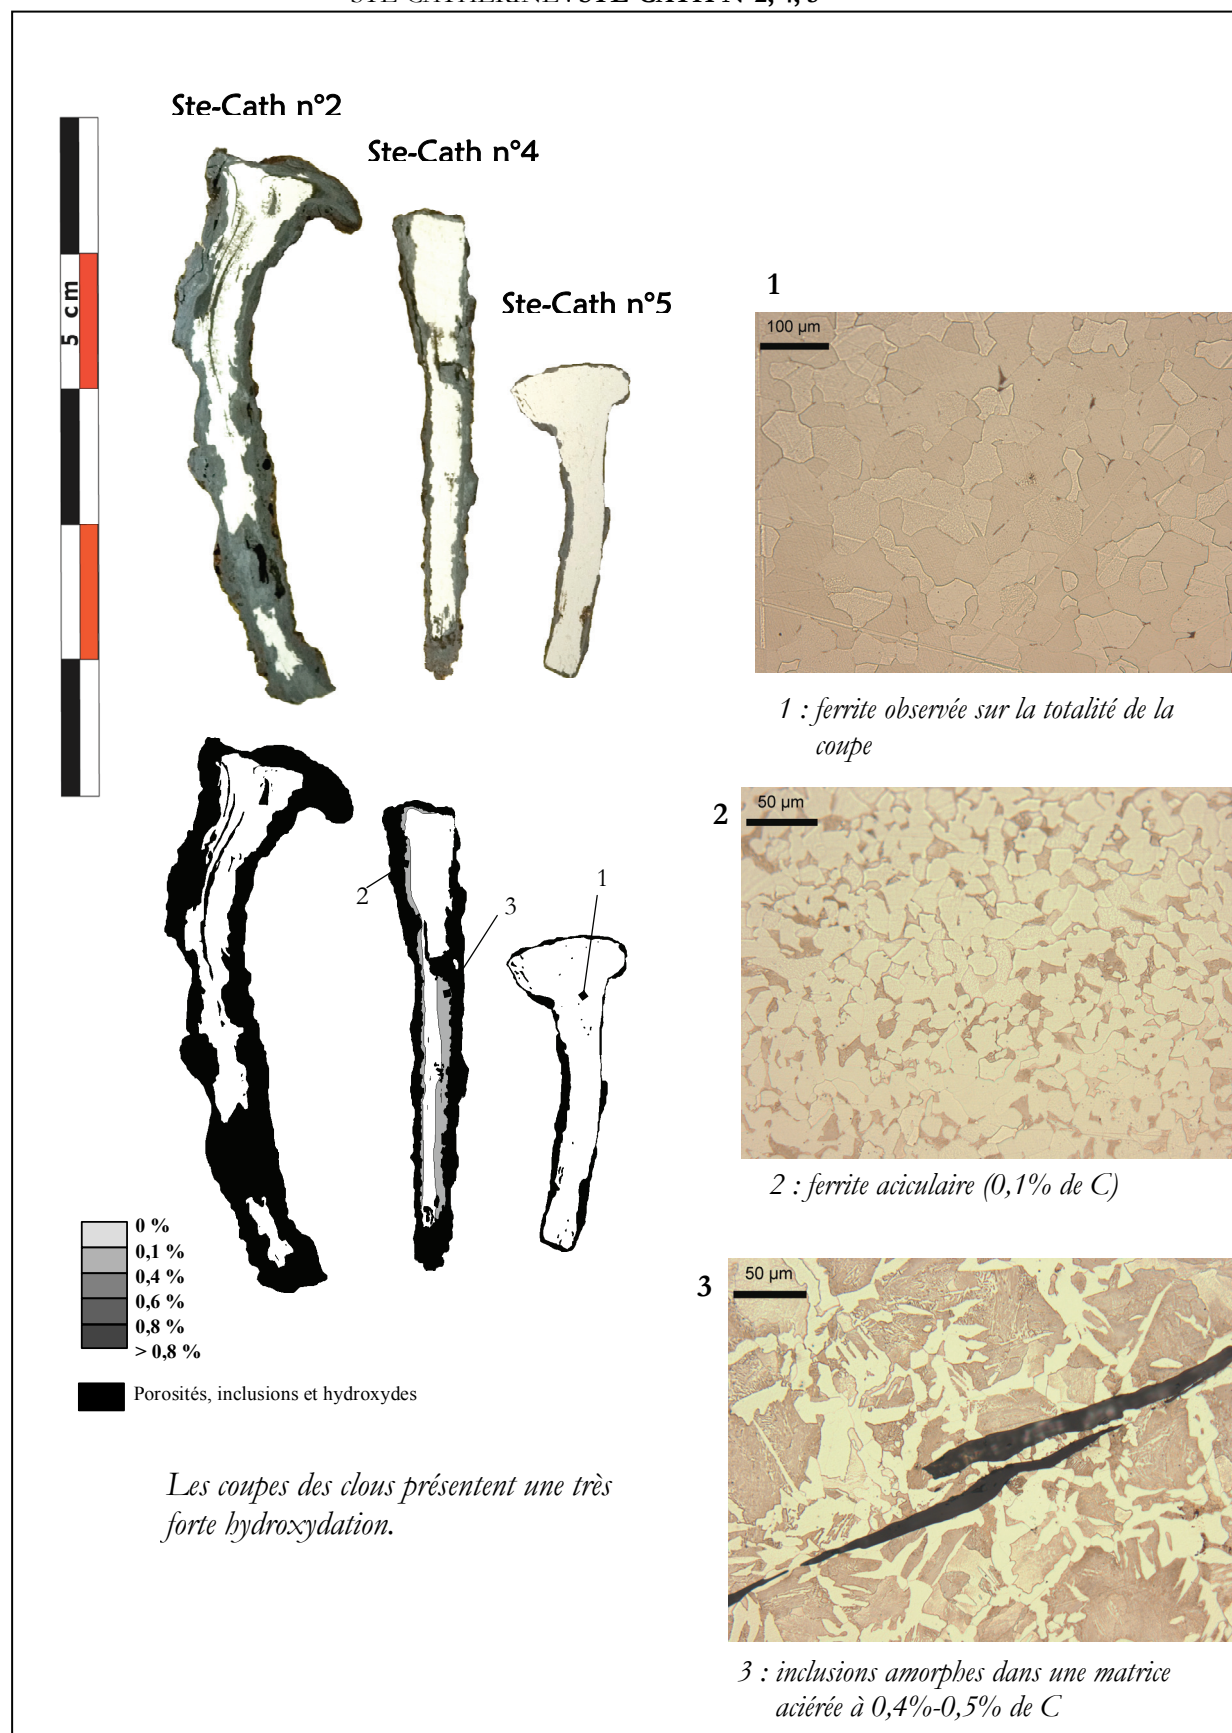 Ste-Cath n°2
Ste-Cath n°4
Ste-Cath n°5
5 cm
1
100 µm
1 : ferrite observée sur la totalité de la
coupe
2
50 µm
2 : ferrite aciculaire (0,1% de C)
2
3
1
0 %
0,1 %
0,4 %
0,6 %
0,8 %
> 0,8 %
Porosités, inclusions et hydroxydes
Les coupes des clous présentent une très
forte hydroxydation.
3
50 µm
3 : inclusions amorphes dans une matrice
aciérée à 0,4%-0,5% de C